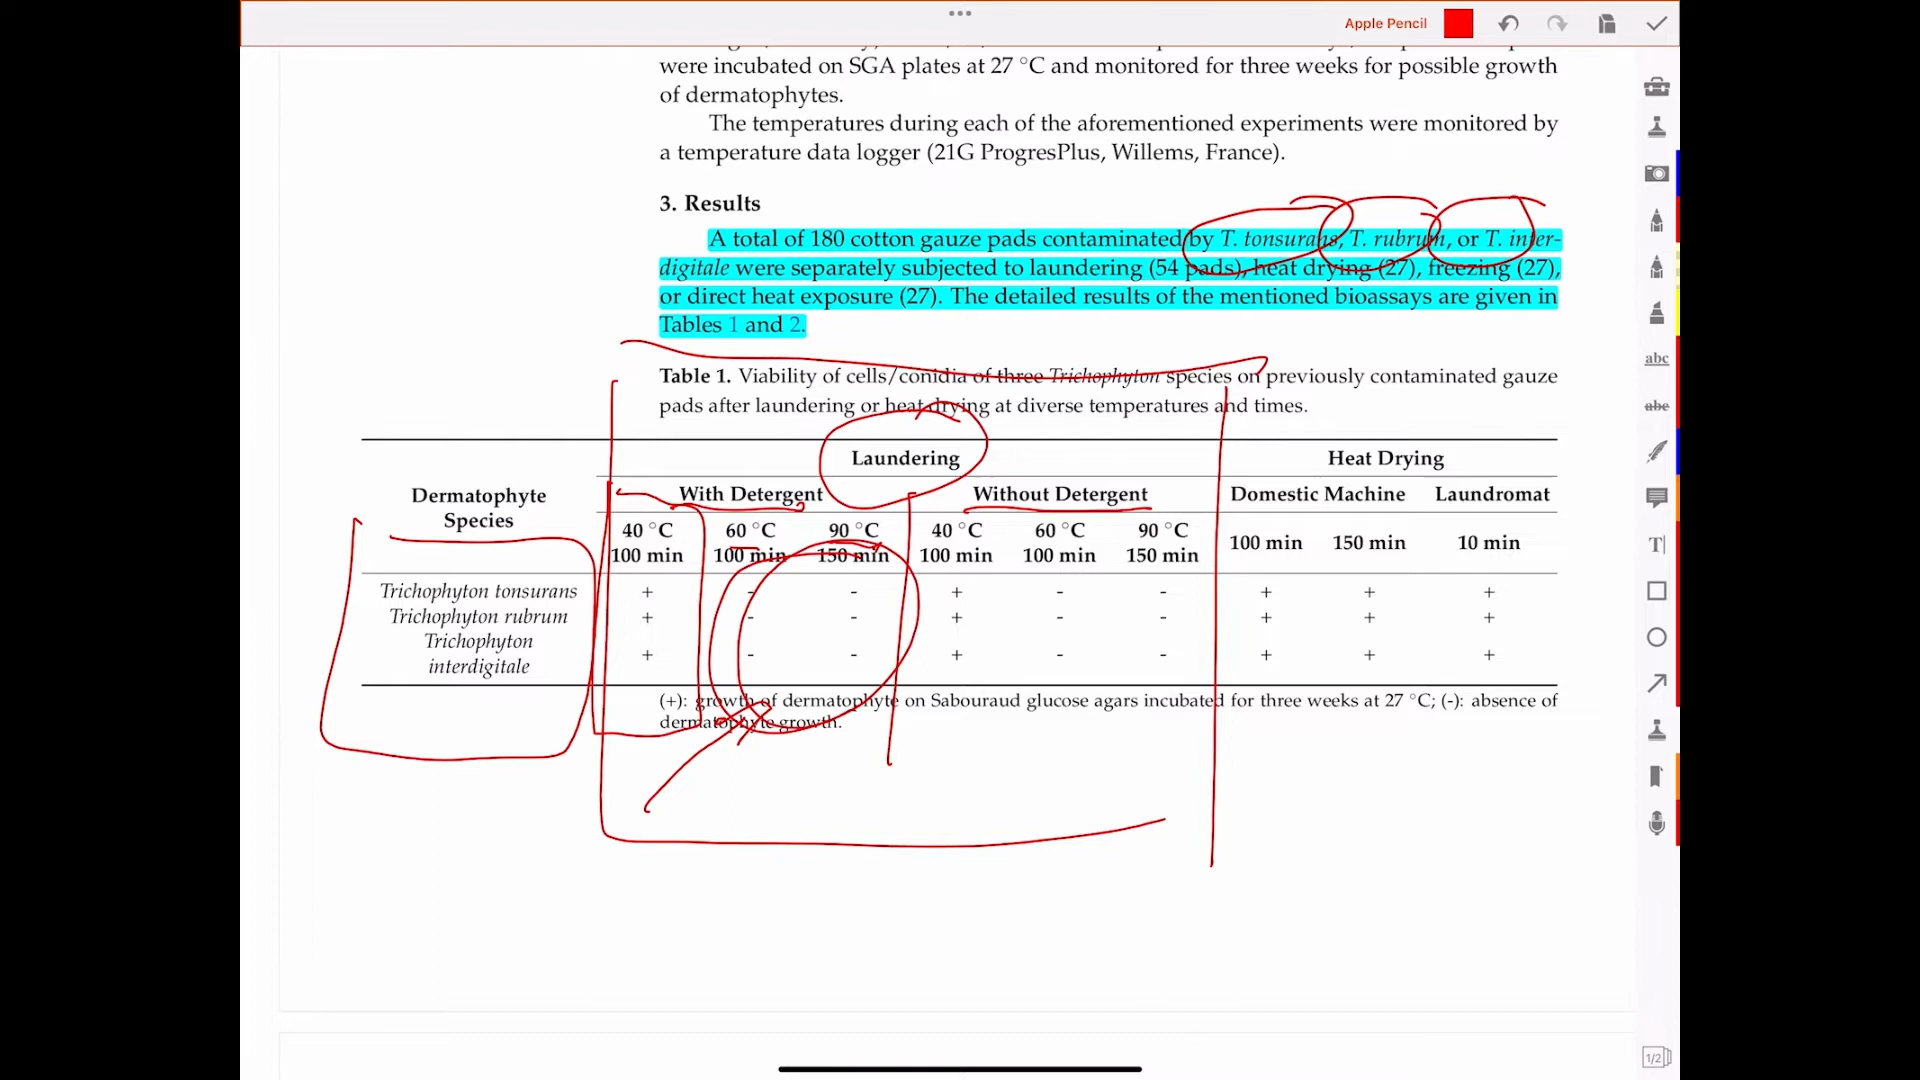 Apple Pencil
were incubated on SGA plates at 27 °C and monitored for three weeks for possible growth
of dermatophytes.
The temperatures during each of the aforementioned experiments were monitored by
a temperature data logger (21G ProgresPlus, Willems, France).
3. Results
A total of 180 cotton gauze pads contaminated by T. tonsurans, T. rubrum, or T. inter-
digitale were separately subjected to laundering (54 pads), heat drying (27), freezing (27),
or direct heat exposure (27). The detailed results of the mentioned bioassays are given in
Tables 1 and 2.
Table 1. Viability of cells/conidia of three Trichophyton species on previously contaminated gauze
pads after laundering or heat drying at diverse temperatures and times.
Laundering Heat Drying
Dermatophyte Species With Detergent Without Detergent Domestic Machine Laundromat
40 °C 60 °C 90 °C 40 °C 60 °C 90 °C
100 min 100 min 150 min 100 min 100 min 150 min 100 min 150 min 10 min
Trichophyton tonsurans + - - + - - + + +
Trichophyton rubrum + - - + - - + + +
Trichophyton
interdigitale + - - + - - + + +
(+): growth of dermatophyte on Sabouraud glucose agars incubated for three weeks at 27 °C; (-): absence of
dermatophyte growth.
abc
abc
T
1/2